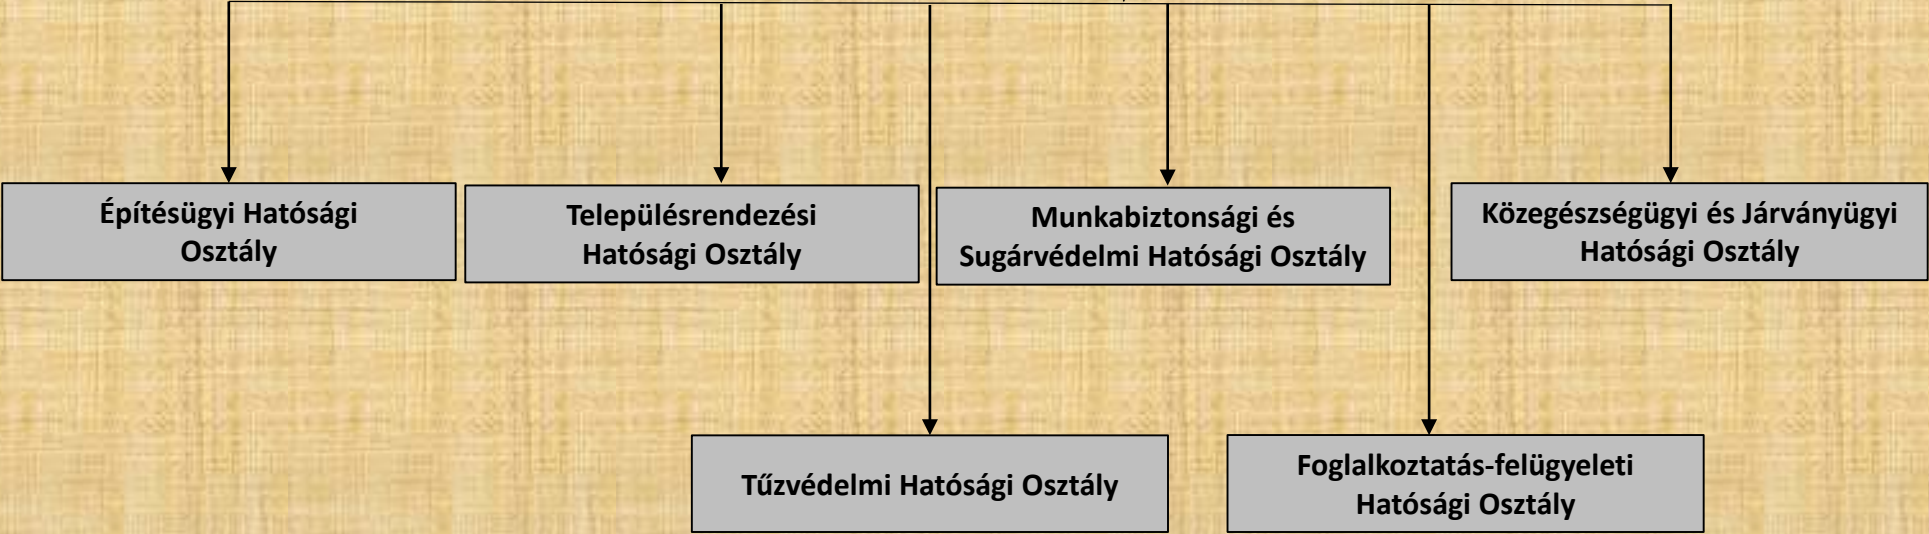 Építésügyi Hatósági
Osztály
Településrendezési
Hatósági Osztály
Munkabiztonsági és
Sugárvédelmi Hatósági Osztály
Közegészségügyi és Járványügyi
Hatósági Osztály
Tűzvédelmi Hatósági Osztály
Foglalkoztatás-felügyeleti
Hatósági Osztály